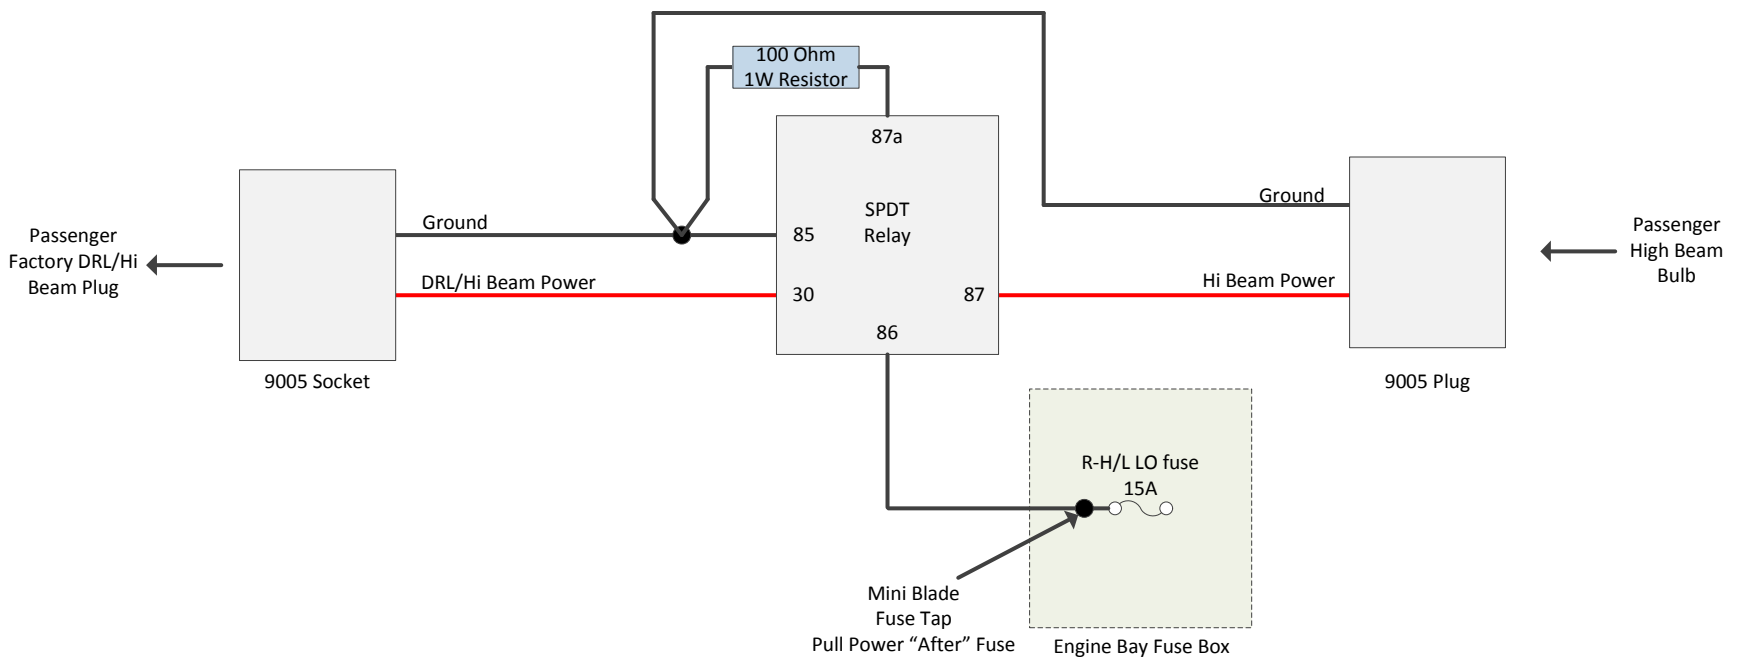 100 Ohm
1W Resistor
87a
SPDT
Relay
85
30
87
86
Ground
DRL/Hi Beam Power
Passenger
Factory DRL/Hi
Beam Plug
9005 Socket
Ground
Hi Beam Power
Passenger
High Beam
Bulb
9005 Plug
R-H/L LO fuse
15A
Mini Blade
Fuse Tap
Pull Power “After” Fuse
Engine Bay Fuse Box